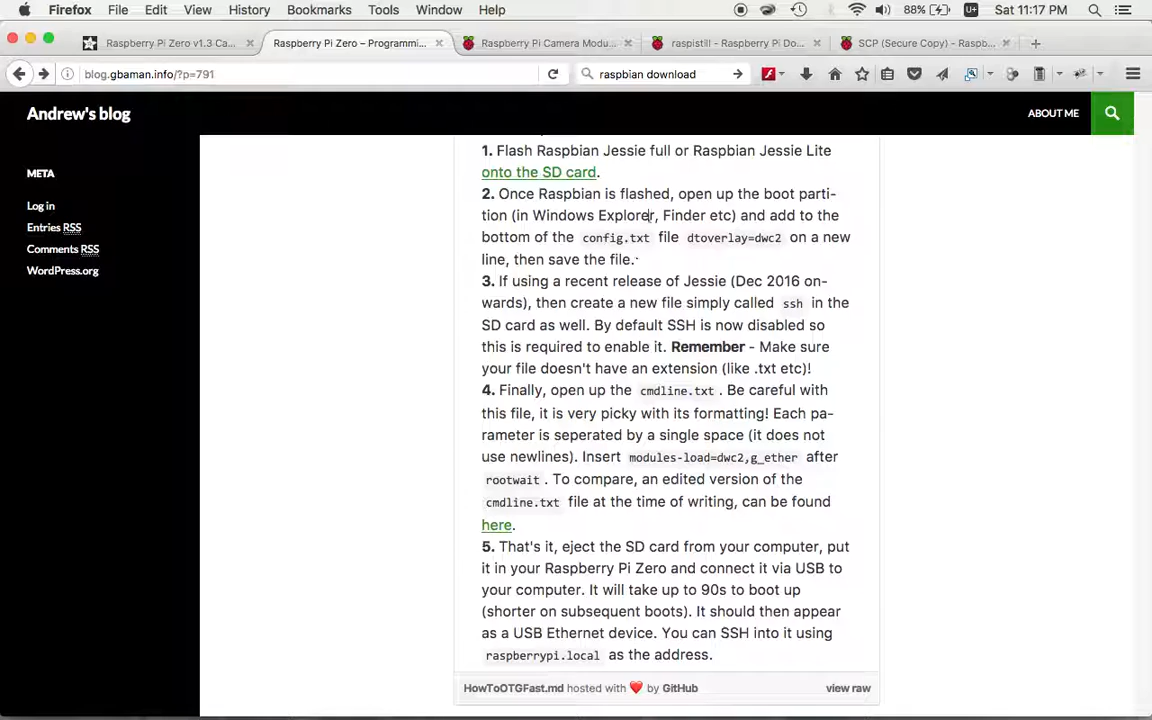 Firefox File Edit View History Bookmarks Tools Window Help 88% U+ Sat 11:17 PM
Raspberry Pi Zero v1.3 Ca... × Raspberry Pi Zero – Programmi... × Raspberry Pi Camera Modu... × raspistill - Raspberry Pi Do... × SCP (Secure Copy) - Raspb... × +
blog.gbaman.info/?p=791 raspbian download
Andrew's blog
ABOUT ME
META
Log in
Entries RSS
Comments RSS
WordPress.org
1. Flash Raspbian Jessie full or Raspbian Jessie Lite
onto the SD card.
2. Once Raspbian is flashed, open up the boot parti-
tion (in Windows Explorer, Finder etc) and add to the
bottom of the config.txt file dtoverlay=dwc2 on a new
line, then save the file.
3. If using a recent release of Jessie (Dec 2016 on-
wards), then create a new file simply called ssh in the
SD card as well. By default SSH is now disabled so
this is required to enable it. Remember - Make sure
your file doesn't have an extension (like .txt etc)!
4. Finally, open up the cmdline.txt . Be careful with
this file, it is very picky with its formatting! Each pa-
rameter is seperated by a single space (it does not
use newlines). Insert modules-load=dwc2,g_ether after
rootwait . To compare, an edited version of the
cmdline.txt file at the time of writing, can be found
here.
5. That's it, eject the SD card from your computer, put
it in your Raspberry Pi Zero and connect it via USB to
your computer. It will take up to 90s to boot up
(shorter on subsequent boots). It should then appear
as a USB Ethernet device. You can SSH into it using
raspberrypi.local as the address.
HowToOTGFast.md hosted with ❤ by GitHub view raw